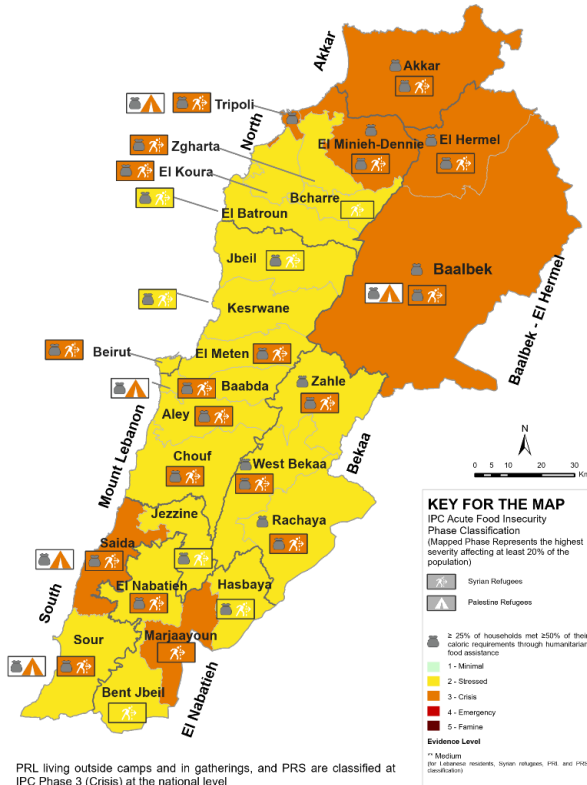 Akkar
Akkar
Tripoli
North
Zgharta
El Minieh-Dennie
El Hermel
El Koura
Bcharre
El Batroun
Jbeil
Baalbek
Kesrwane
Baalbek - El Hermel
Beirut
El Meten
Zahle
Baabda
Aley
Mount Lebanon
Bekaa
Chouf
West Bekaa
N
0 5 10 20 30
Km
Jezzine
Rachaya
Saida
South
El Nabatieh
Hasbaya
Sour
Marjaayoun
El Nabatieh
Bent Jbeil
KEY FOR THE MAP
IPC Acute Food Insecurity
Phase Classification
(Mapped Phase Represents the highest
severity affecting at least 20% of the
population)
Syrian Refugees
Palestine Refugees
≥ 25% of households met ≥50% of their
caloric requirements through humanitarian
food assistance
1 - Minimal
2 - Stressed
3 - Crisis
4 - Emergency
5 - Famine
Evidence Level
** Medium
(for Lebanese residents, Syrian refugees, PRL and PRS
classification)
PRL living outside camps and in gatherings, and PRS are classified at
IPC Phase 3 (Crisis) at the national level